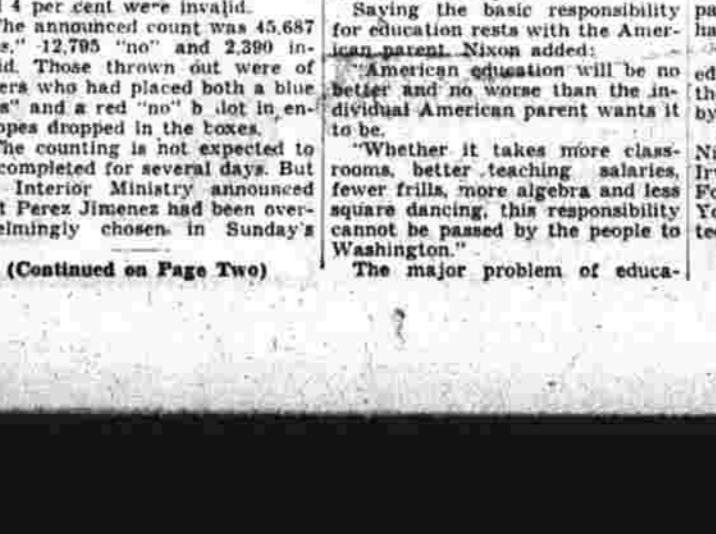 4 per cent were invalid.
he announced count was 45,687
s," 12,795 "no" and 2,390 in-
id. Those thrown out were of
ers who had placed both a blue
s" and a red "no" b lot in en-
opes dropped in the boxes.
he counting is not expected to
completed for several days. But
Interior Ministry announced
t Perez Jimenez had been over-
elmingly chosen in Sunday's
(Continued on Page Two)
Saying the basic responsibility
for education rests with the Amer-
ican parent, Nixon added:
"American education will be no
better and no worse than the in-
dividual American parent wants it
to be.
"Whether it takes more class-
rooms, better teaching salaries,
fewer frills, more algebra and less
square dancing, this responsibility
cannot be passed by the people to
Washington."
The major problem of educa-
pa
ha
ed
th
by
Ni
Ir
Fo
Yo
te